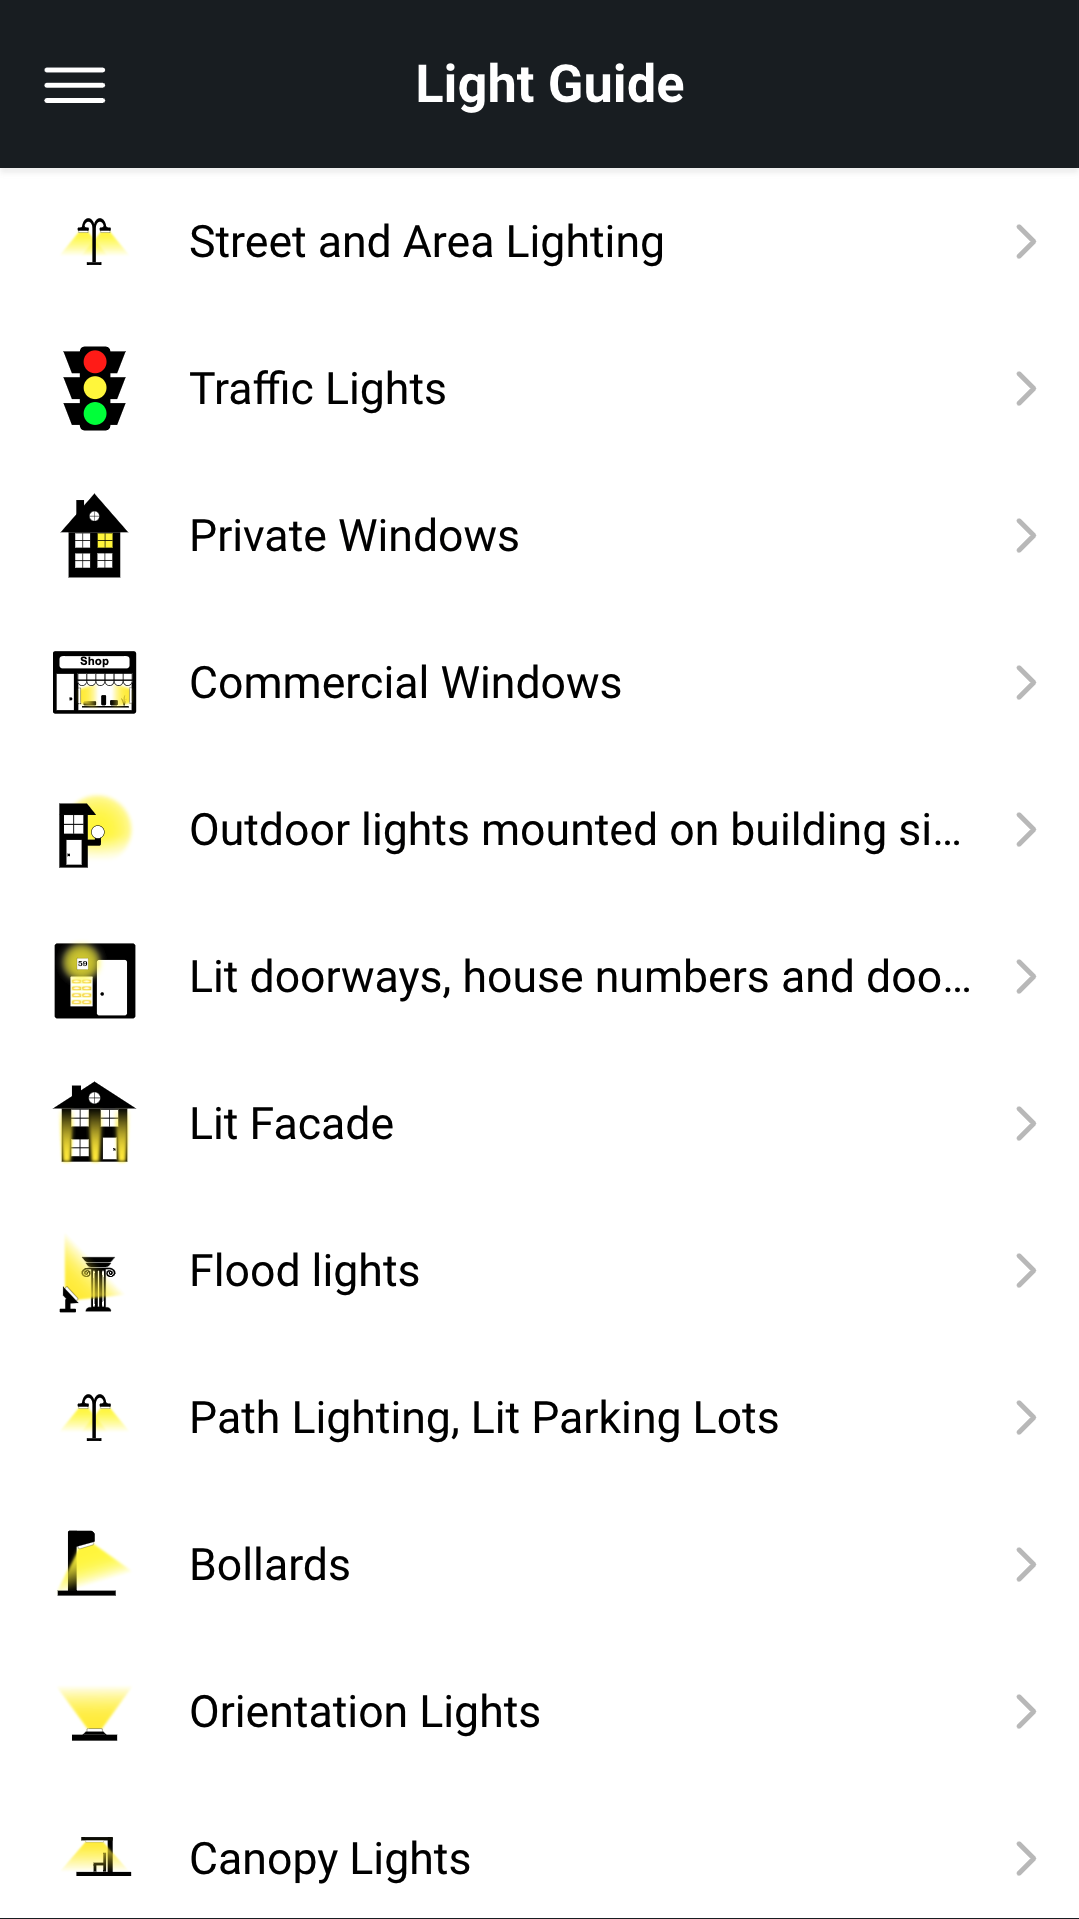 Light Guide
Street and Area Lighting
Traffic Lights
Private Windows
Shop
Commercial Windows
Outdoor lights mounted on building si...
59
Lit doorways, house numbers and doo...
Lit Facade
Flood lights
Path Lighting, Lit Parking Lots
Bollards
Orientation Lights
Canopy Lights